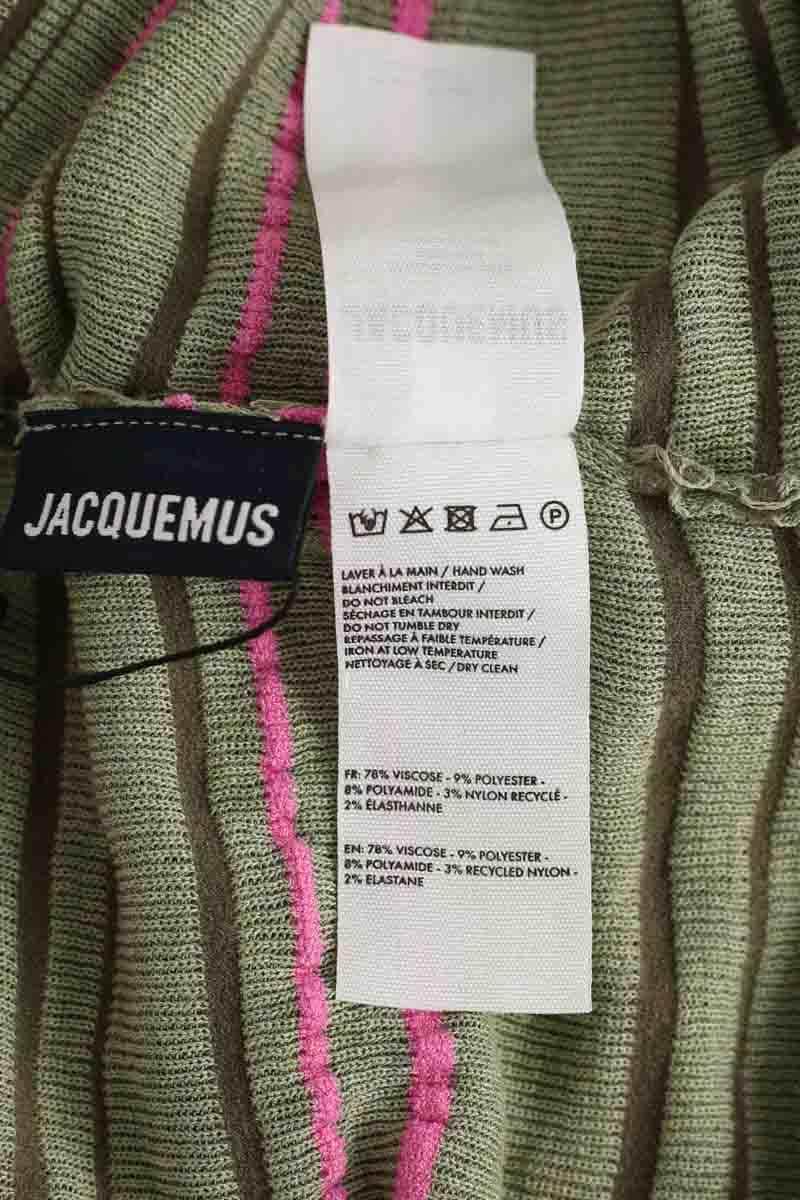 JACQUEMUS
P
LAVER À LA MAIN / HAND WASH
BLANCHIMENT INTERDIT /
DO NOT BLEACH
SÉCHAGE EN TAMBOUR INTERDIT /
DO NOT TUMBLE DRY
REPASSAGE À FAIBLE TEMPÉRATURE /
IRON AT LOW TEMPERATURE
NETTOYAGE À SEC / DRY CLEAN
FR: 78% VISCOSE - 9% POLYESTER -
8% POLYAMIDE - 3% NYLON RECYCLÉ -
2% ÉLASTHANNE
EN: 78% VISCOSE - 9% POLYESTER -
8% POLYAMIDE - 3% RECYCLED NYLON -
2% ELASTANE